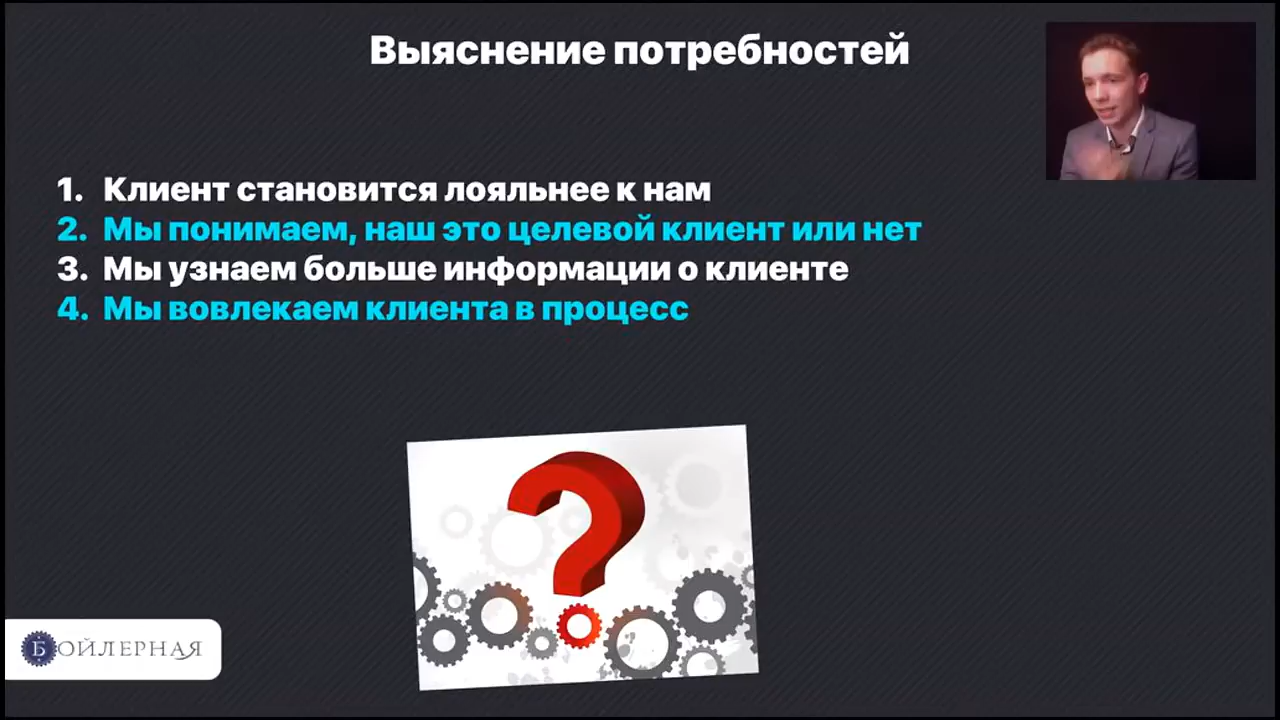 Выяснение потребностей
1. Клиент становится лояльнее к нам
2. Мы понимаем, наш это целевой клиент или нет
3. Мы узнаем больше информации о клиенте
4. Мы вовлекаем клиента в процесс
?
БОЙЛЕРНАЯ